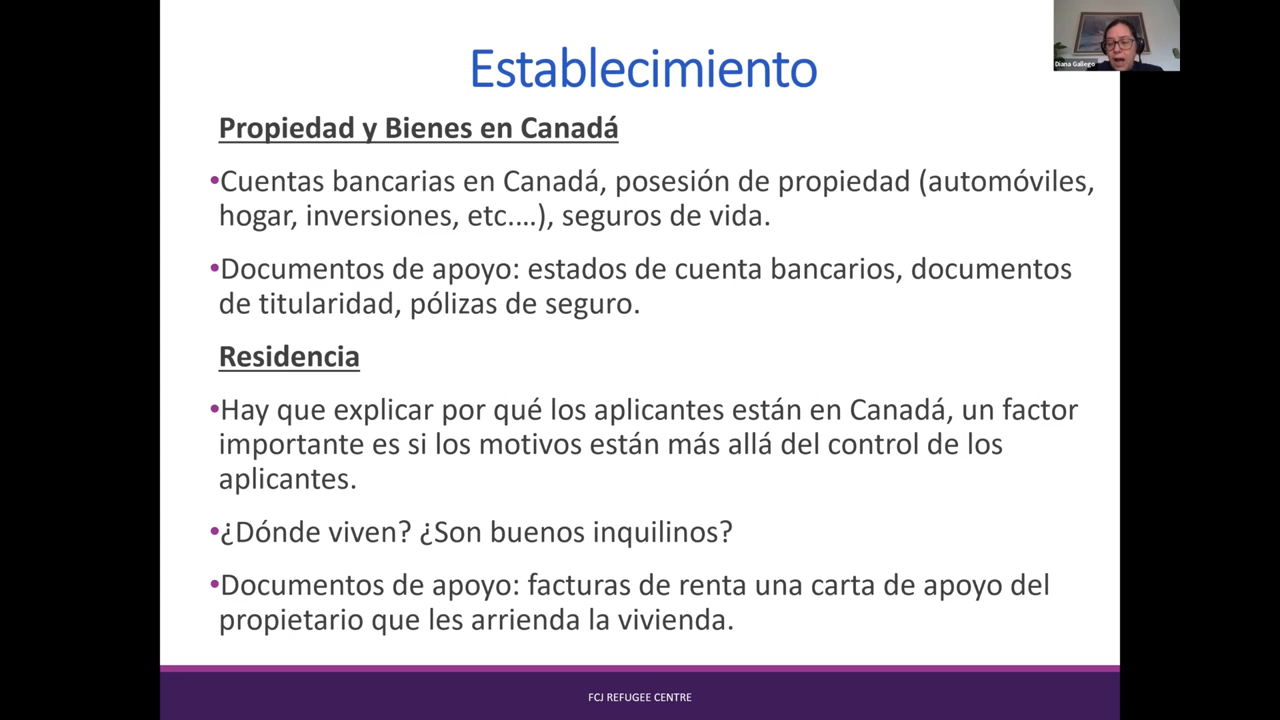 Establecimiento
Diana Gallego
Propiedad y Bienes en Canadá
•Cuentas bancarias en Canadá, posesión de propiedad (automóviles,
hogar, inversiones, etc....), seguros de vida.
•Documentos de apoyo: estados de cuenta bancarios, documentos
de titularidad, pólizas de seguro.
Residencia
•Hay que explicar por qué los aplicantes están en Canadá, un factor
importante es si los motivos están más allá del control de los
aplicantes.
•¿Dónde viven? ¿Son buenos inquilinos?
•Documentos de apoyo: facturas de renta una carta de apoyo del
propietario que les arrienda la vivienda.
FCJ REFUGEE CENTRE